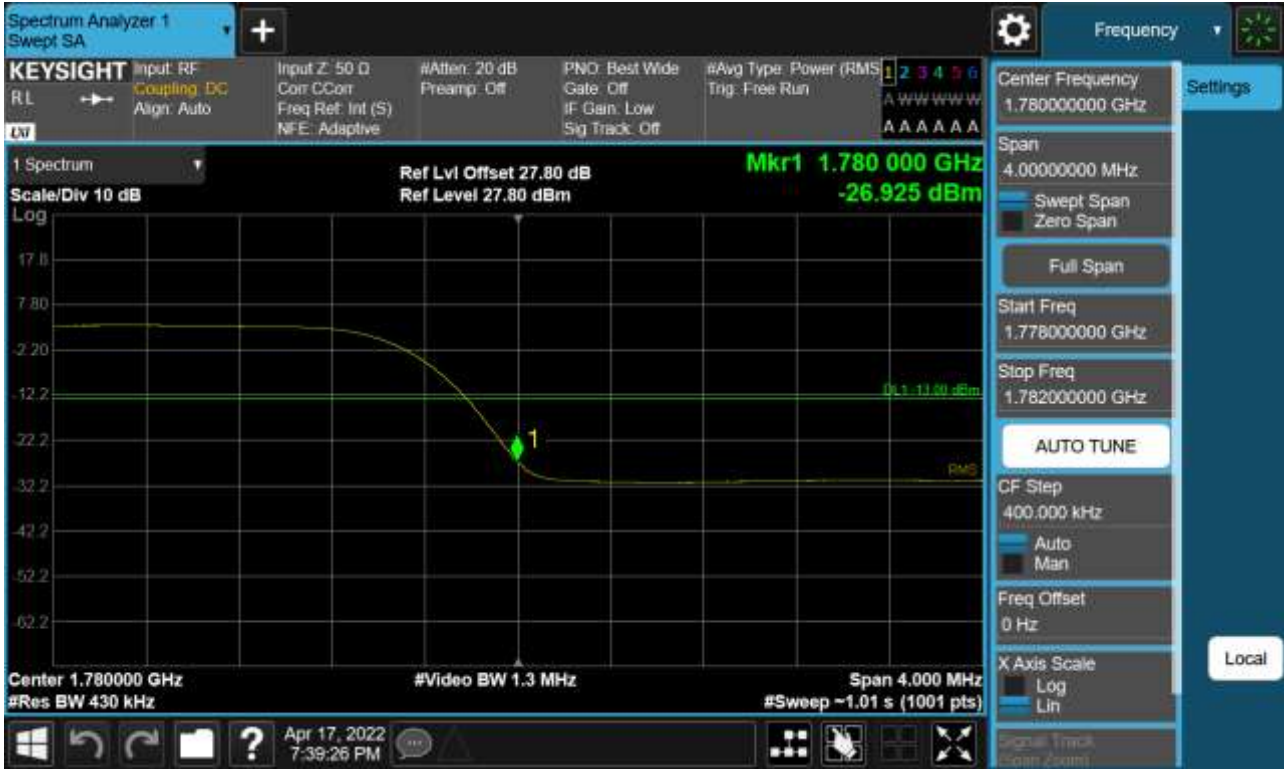 Spectrum Analyzer 1
Swept SA
+
Frequency
KEYSIGHT
RL
LXI
Input: RF
Coupling: DC
Align: Auto
Input Z: 50 Ω
Corr CCorr
Freq Ref: Int (S)
NFE: Adaptive
#Atten: 20 dB
Preamp: Off
PNO: Best Wide
Gate: Off
IF Gain: Low
Sig Track: Off
#Avg Type: Power (RMS
Trig: Free Run
1 2 3 4 5 6
A W W W W W
A A A A A A
1 Spectrum
Scale/Div 10 dB
Log
Ref Lvl Offset 27.80 dB
Ref Level 27.80 dBm
Mkr1 1.780 000 GHz
-26.925 dBm
17.8
7.80
-2.20
-12.2
-22.2
-32.2
-42.2
-52.2
-62.2
DL1 -13.00 dBm
1
RMS
Center 1.780000 GHz
#Res BW 430 kHz
#Video BW 1.3 MHz
Span 4.000 MHz
#Sweep ~1.01 s (1001 pts)
Center Frequency
1.780000000 GHz
Settings
Span
4.00000000 MHz
Swept Span
Zero Span
Full Span
Start Freq
1.778000000 GHz
Stop Freq
1.782000000 GHz
AUTO TUNE
CF Step
400.000 kHz
Auto
Man
Freq Offset
0 Hz
X Axis Scale
Log
Lin
Local
Signal Track
(Span Zoom)
?
Apr 17, 2022
7:39:26 PM